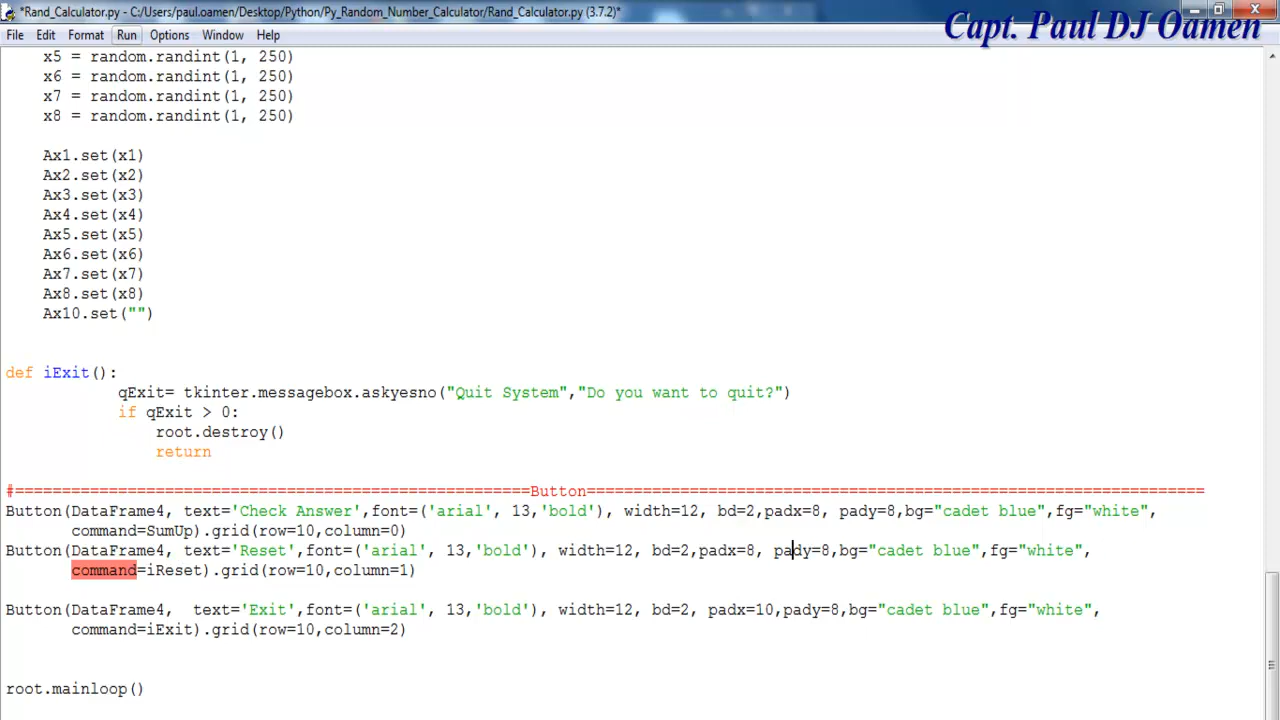 *Rand_Calculator.py - C:/Users/paul.oamen/Desktop/Python/Py_Random_Number_Calculator/Rand_Calculator.py (3.7.2)*
Capt. Paul DJ Oamen
File Edit Format Run Options Window Help
x5 = random.randint(1, 250)
x6 = random.randint(1, 250)
x7 = random.randint(1, 250)
x8 = random.randint(1, 250)
Ax1.set(x1)
Ax2.set(x2)
Ax3.set(x3)
Ax4.set(x4)
Ax5.set(x5)
Ax6.set(x6)
Ax7.set(x7)
Ax8.set(x8)
Ax10.set("")
def iExit():
qExit= tkinter.messagebox.askyesno("Quit System","Do you want to quit?")
if qExit > 0:
root.destroy()
return
#=======================================================Button==================================================================
Button(DataFrame4, text='Check Answer',font=('arial', 13,'bold'), width=12, bd=2,padx=8, pady=8,bg="cadet blue",fg="white",
command=SumUp).grid(row=10,column=0)
Button(DataFrame4, text='Reset',font=('arial', 13,'bold'), width=12, bd=2,padx=8, pady=8,bg="cadet blue",fg="white",
command=iReset).grid(row=10,column=1)
Button(DataFrame4,  text='Exit',font=('arial', 13,'bold'), width=12, bd=2, padx=10,pady=8,bg="cadet blue",fg="white",
command=iExit).grid(row=10,column=2)
root.mainloop()